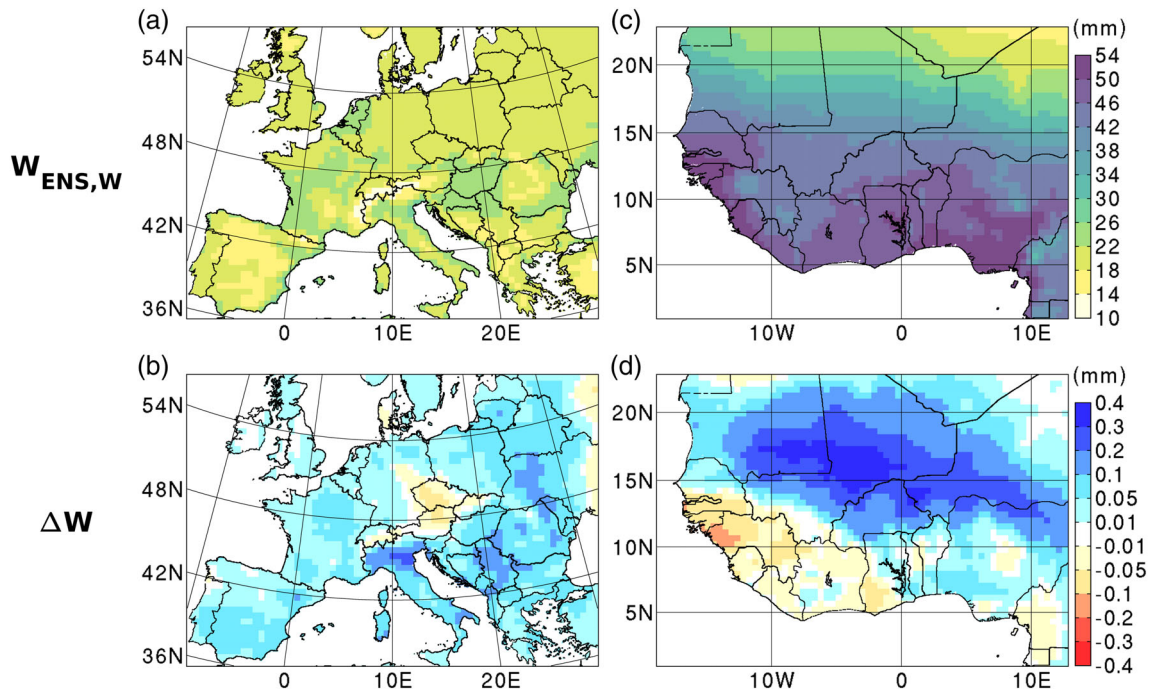 (a)
54N
48N
42N
36N
0
10E
20E
W_ENS,W
(c)
(mm)
20N
15N
10N
5N
10W
0
10E
54
50
46
42
38
34
30
26
22
18
14
10
(b)
54N
48N
42N
36N
0
10E
20E
ΔW
(d)
(mm)
20N
15N
10N
5N
10W
0
10E
0.4
0.3
0.1
0.05
0.01
-0.01
-0.05
-0.1
-0.2
-0.3
-0.4